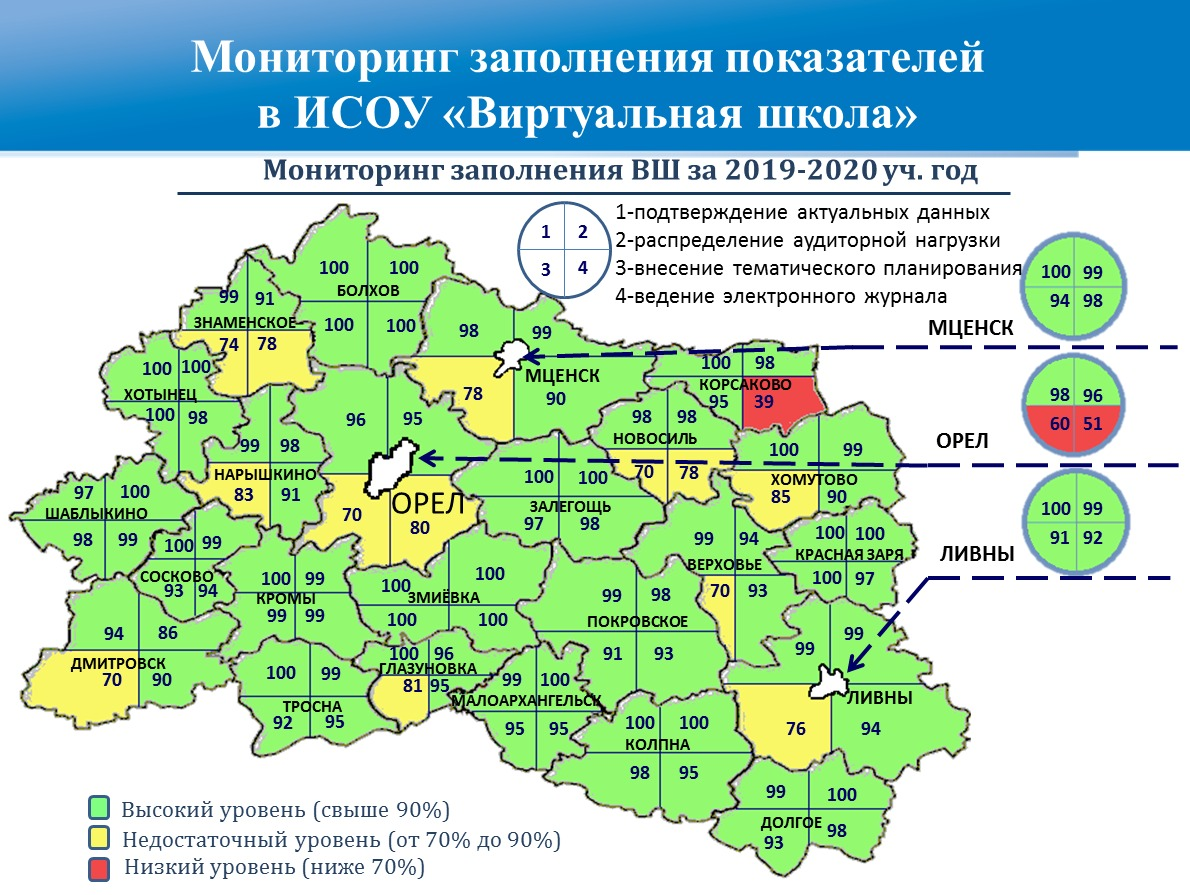 Мониторинг заполнения показателей
в ИСОУ «Виртуальная школа»
Мониторинг заполнения ВШ за 2019-2020 уч. год
1 2
3 4
1-подтверждение актуальных данных
2-распределение аудиторной нагрузки
3-внесение тематического планирования
4-ведение электронного журнала
100 99
94 98
МЦЕНСК
98 96
60 51
ОРЕЛ
100 99
91 92
ЛИВНЫ
100 100
БОЛХОВ
100 100
99 91
ЗНАМЕНСКОЕ
74 78
98 99
МЦЕНСК
78 90
100 98
КОРСАКОВО
95 39
100 100
ХОТЫНЕЦ
100 98
96 95
ОРЕЛ
70 80
98 98
НОВОСИЛЬ
70 78
99 98
НАРЫШКИНО
83 91
100 99
ХОМУТОВО
85 90
100 100
ЗАЛЕГОЩЬ
97 98
97 100
ШАБЛЫКИНО
98 99
100 99
СОСКОВО
93 94
99 94
ВЕРХОВЬЕ
70 93
100 100
КРАСНАЯ ЗАРЯ
100 97
100 99
КРОМЫ
99 99
100 100
ЗМИЁВКА
100 100
99 98
ПОКРОВСКОЕ
91 93
94 86
ДМИТРОВСК
70 90
99 99
ЛИВНЫ
76 94
100 99
ТРОСНА
92 95
100 96
ГЛАЗУНОВКА
81 95
99 100
МАЛОАРХАНГЕЛЬСК
95 95
100 100
КОЛПНА
98 95
99 100
ДОЛГОЕ
93 98
Высокий уровень (свыше 90%)
Недостаточный уровень (от 70% до 90%)
Низкий уровень (ниже 70%)